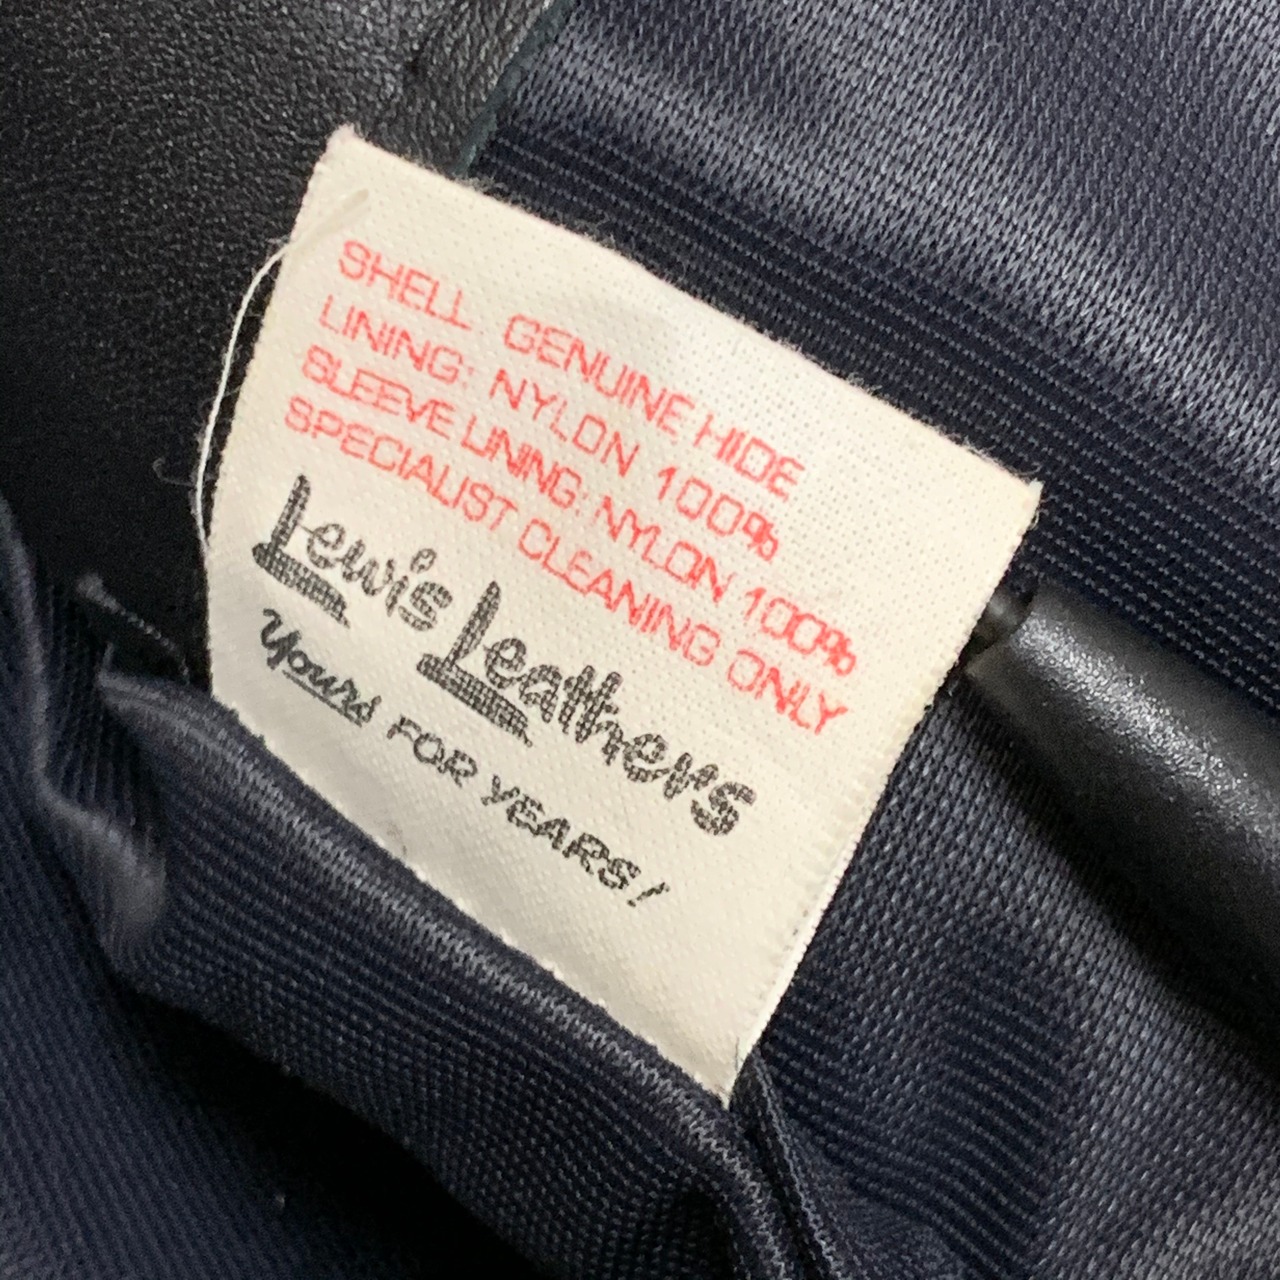 SHELL. GENUINE HIDE
LINING: NYLON 100%
SLEEVE LINING: NYLON 100%
SPECIALIST CLEANING ONLY
Lewis Leathers
Yours FOR YEARS!